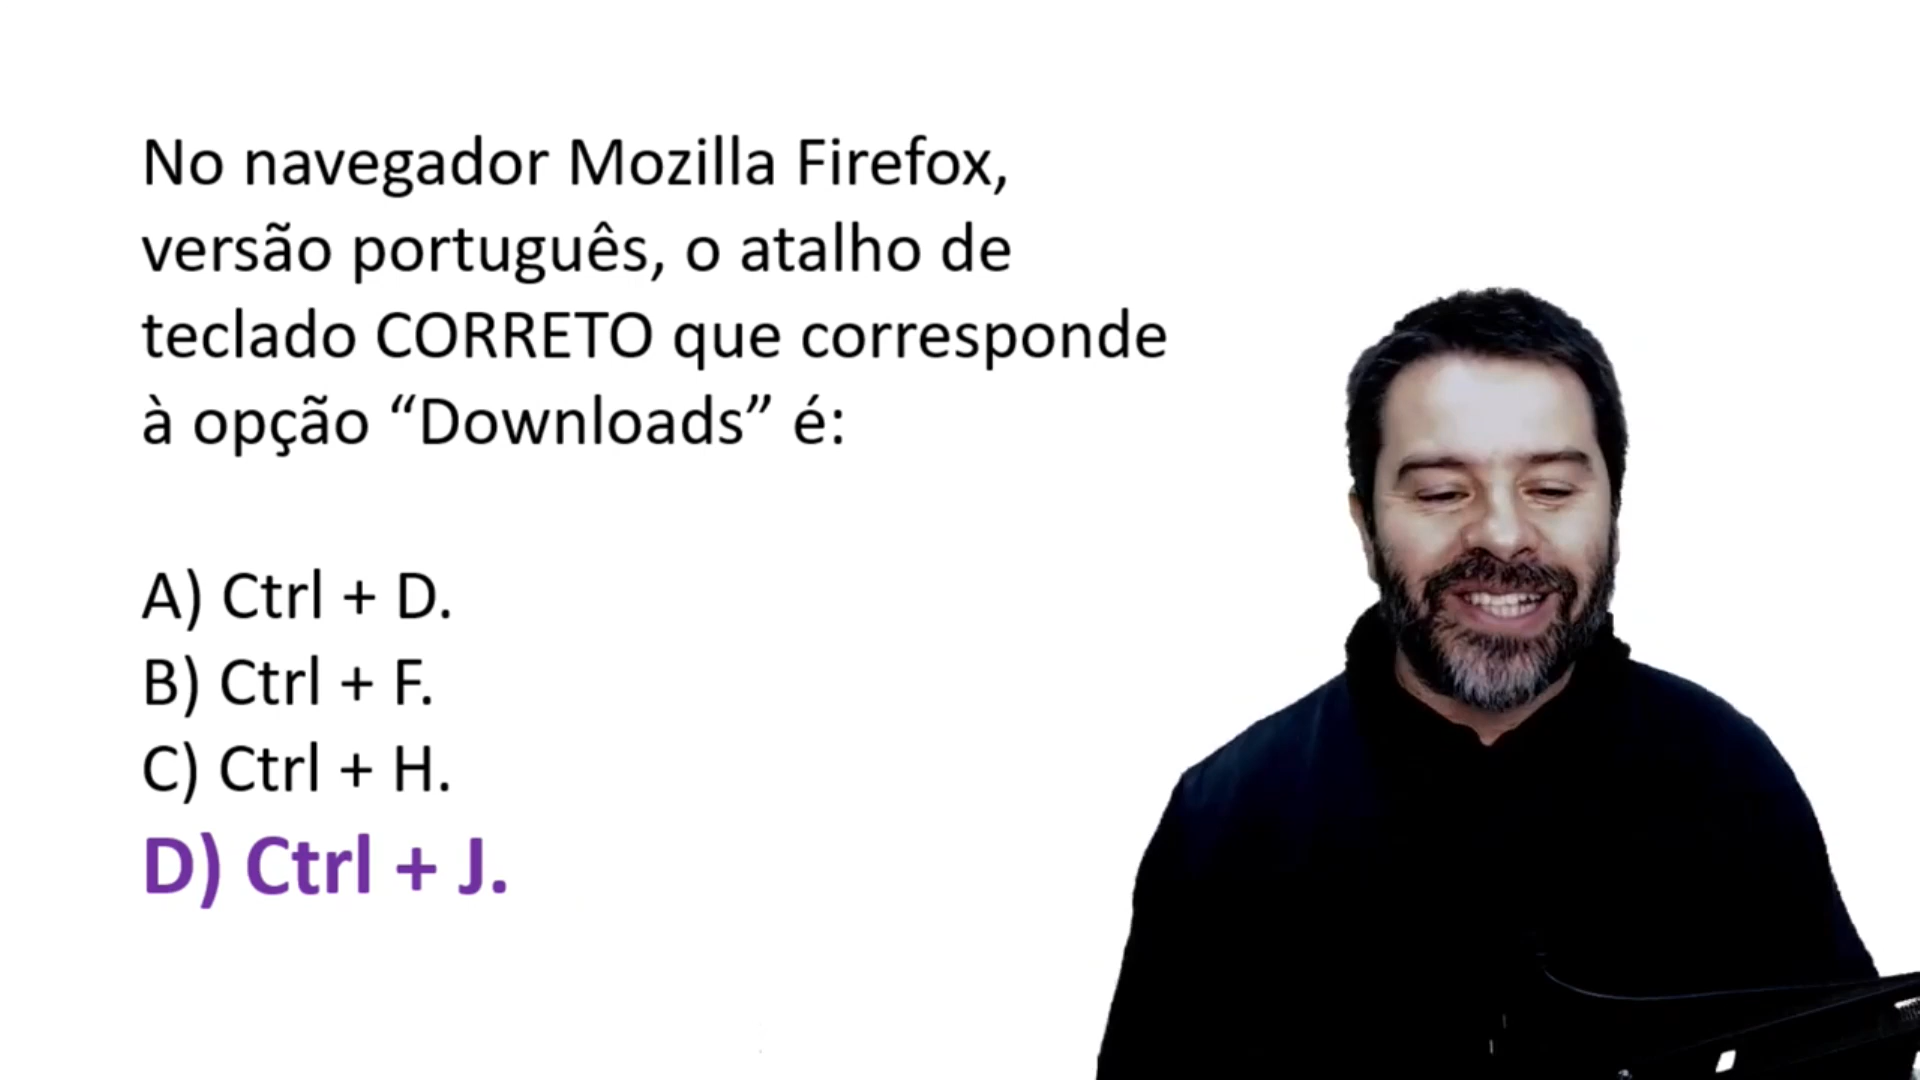 No navegador Mozilla Firefox,
versão português, o atalho de
teclado CORRETO que corresponde
à opção “Downloads” é:
A) Ctrl + D.
B) Ctrl + F.
C) Ctrl + H.
D) Ctrl + J.